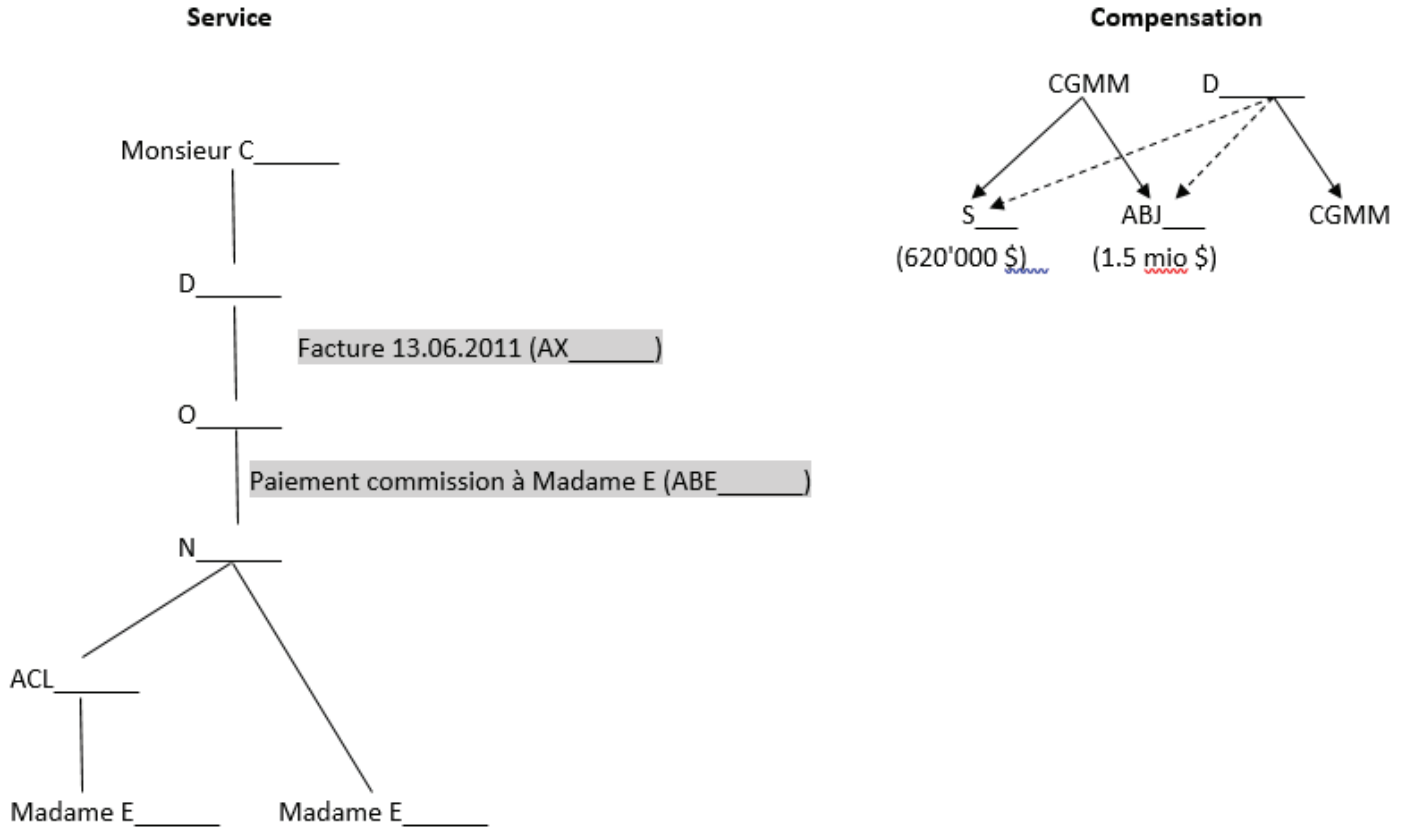 Service
Compensation
CGMM D______
Monsieur C______
S___ ABJ___ CGMM
(620'000 $) (1.5 mio $)
D______
Facture 13.06.2011 (AX______)
O______
Paiement commission à Madame E (ABE______)
N______
ACL______
Madame E______ Madame E______